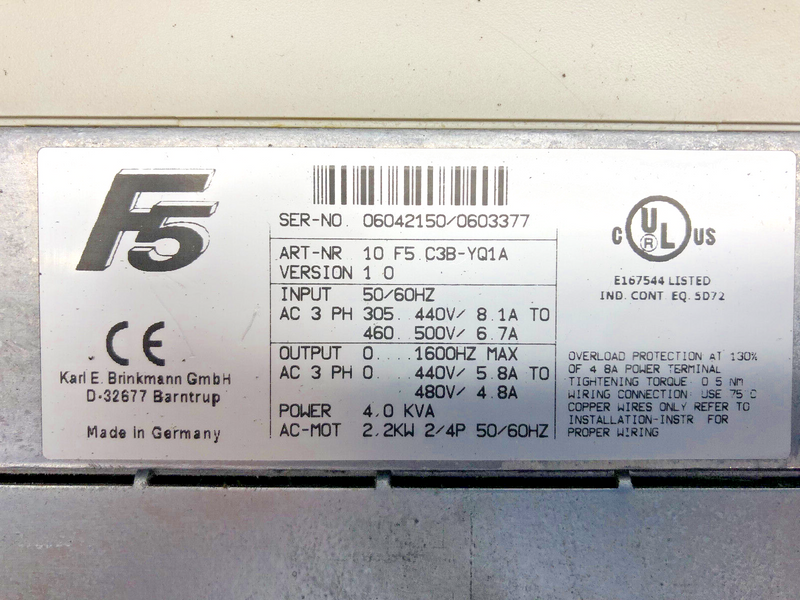 F5
SER-NO. 06042150/0603377
ART-NR 10 F5 C3B-YQ1A
VERSION 1.0
INPUT 50/60HZ
AC 3 PH 305...440V/ 8.1A TO
460..500V/ 6.7A
OUTPUT 0....1600HZ MAX
AC 3 PH 0....440V/ 5.8A TO
480V/ 4.8A
POWER 4.0 KVA
AC-MOT 2.2KW 2/4P 50/60HZ
CE
Karl E. Brinkmann GmbH
D-32677 Barntrup
Made in Germany
C UL® US
E167544 LISTED
IND. CONT. EQ. 5D72
OVERLOAD PROTECTION AT 130%
OF 4.8A POWER TERMINAL
TIGHTENING TORQUE: 0.5 NM
WIRING CONNECTION: USE 75 C
COPPER WIRES ONLY REFER TO
INSTALLATION-INSTR. FOR
PROPER WIRING